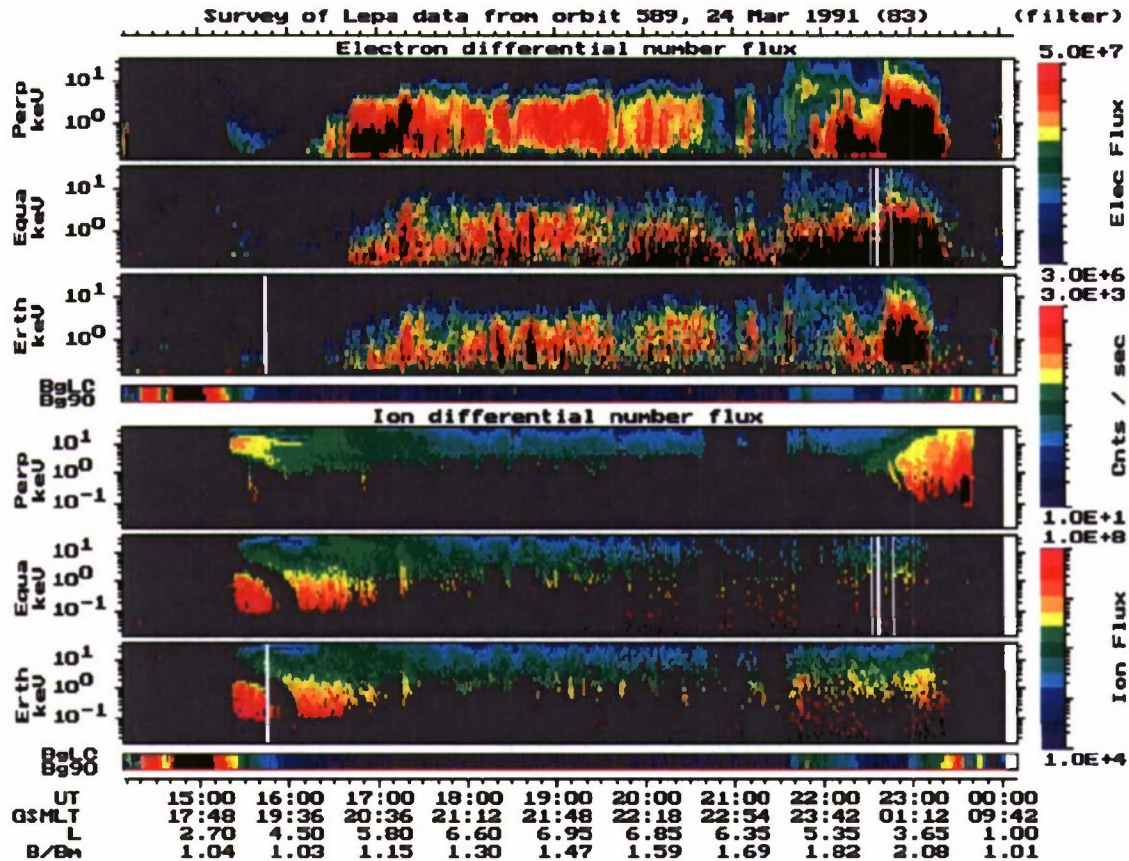 Survey of Lepa data from orbit 589, 24 Mar 1991 (83) (filter)
Electron differential number flux
5.0E+7
Perp
keV
10¹
10⁰
Elec Flux
Equa
keV
10¹
10⁰
3.0E+6
3.0E+3
Erth
keV
10¹
10⁰
Cnts / sec
BgLC
Bg90
Ion differential number flux
Perp
keV
10¹
10⁰
10⁻¹
1.0E+1
1.0E+8
Equa
keV
10¹
10⁰
10⁻¹
Ion Flux
Erth
keV
10¹
10⁰
10⁻¹
BgLC
Bg90
1.0E+4
UT 15:00 16:00 17:00 18:00 19:00 20:00 21:00 22:00 23:00 00:00
GSMLT 17:48 19:36 20:36 21:12 21:48 22:18 22:54 23:42 01:12 09:42
L 2.70 4.50 5.80 6.60 6.95 6.85 6.35 5.35 3.65 1.00
B/Bm 1.04 1.03 1.15 1.30 1.47 1.59 1.69 1.82 2.08 1.01